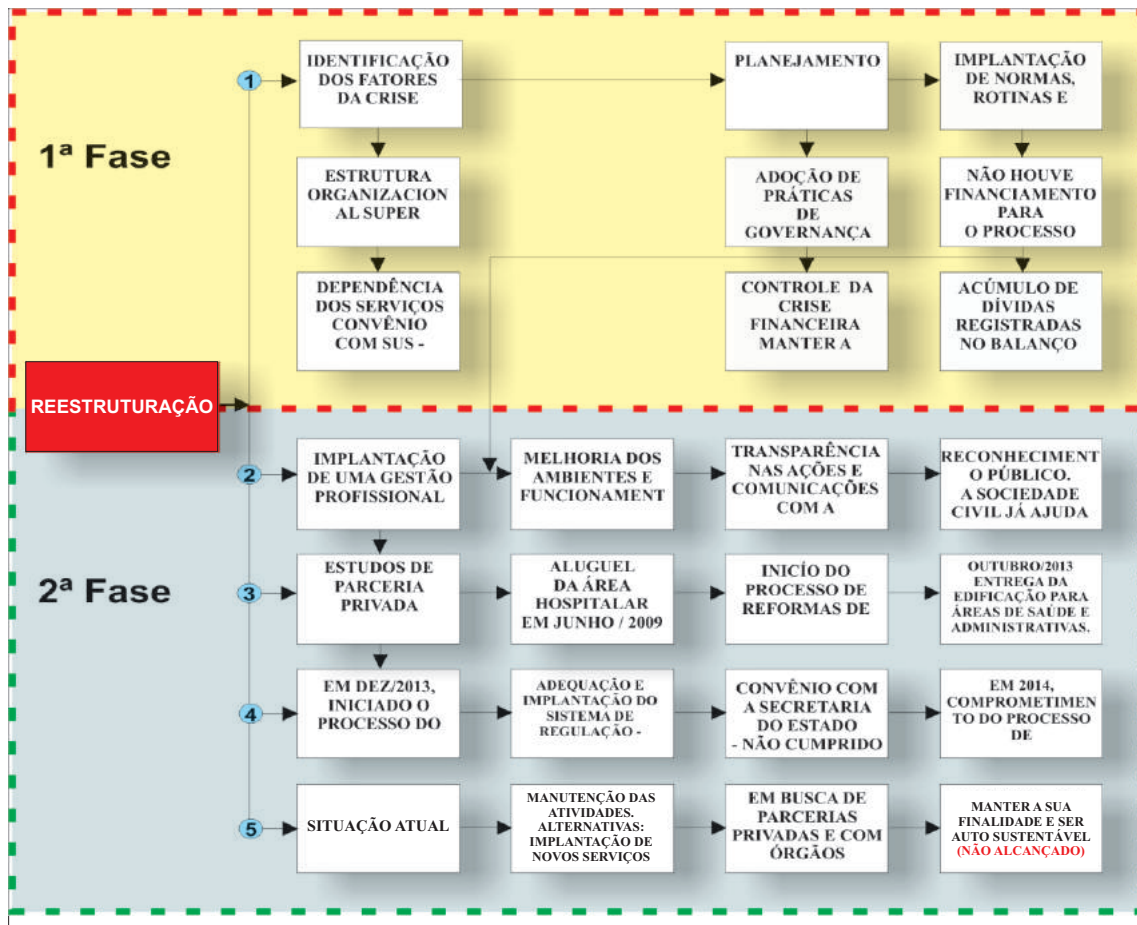 1
IDENTIFICAÇÃO
DOS FATORES
DA CRISE
PLANEJAMENTO
IMPLANTAÇÃO
DE NORMAS,
ROTINAS E
1ª Fase
ESTRUTURA
ORGANIZACION
AL SUPER
ADOÇÃO DE
PRÁTICAS
DE
GOVERNANÇA
NÃO HOUVE
FINANCIAMENTO
PARA
O PROCESSO
DEPENDÊNCIA
DOS SERVIÇOS
CONVÊNIO
COM SUS -
CONTROLE DA
CRISE
FINANCEIRA
MANTER A
ACÚMULO DE
DÍVIDAS
REGISTRADAS
NO BALANÇO
REESTRUTURAÇÃO
2
IMPLANTAÇÃO
DE UMA GESTÃO
PROFISSIONAL
MELHORIA DOS
AMBIENTES E
FUNCIONAMENT
TRANSPARÊNCIA
NAS AÇÕES E
COMUNICAÇÕES
COM A
RECONHECIMENT
O PÚBLICO.
A SOCIEDADE
CIVIL JÁ AJUDA
2ª Fase
3
ESTUDOS DE
PARCERIA
PRIVADA
ALUGUEL
DA ÁREA
HOSPITALAR
EM JUNHO / 2009
INICÍO DO
PROCESSO DE
REFORMAS DE
OUTUBRO/2013
ENTREGA DA
EDIFICAÇÃO PARA
ÁREAS DE SAÚDE E
ADMINISTRATIVAS.
4
EM DEZ/2013,
INICIADO O
PROCESSO DO
ADEQUAÇÃO E
IMPLANTAÇÃO DO
SISTEMA DE
REGULAÇÃO -
CONVÊNIO COM
A SECRETARIA
DO ESTADO
- NÃO CUMPRIDO
EM 2014,
COMPROMETIMEN
TO DO PROCESSO
DE
5
SITUAÇÃO ATUAL
MANUTENÇÃO DAS
ATIVIDADES.
ALTERNATIVAS:
IMPLANTAÇÃO DE
NOVOS SERVIÇOS
EM BUSCA DE
PARCERIAS
PRIVADAS E COM
ÓRGÃOS
MANTER A SUA
FINALIDADE E SER
AUTO SUSTENTÁVEL
(NÃO ALCANÇADO)